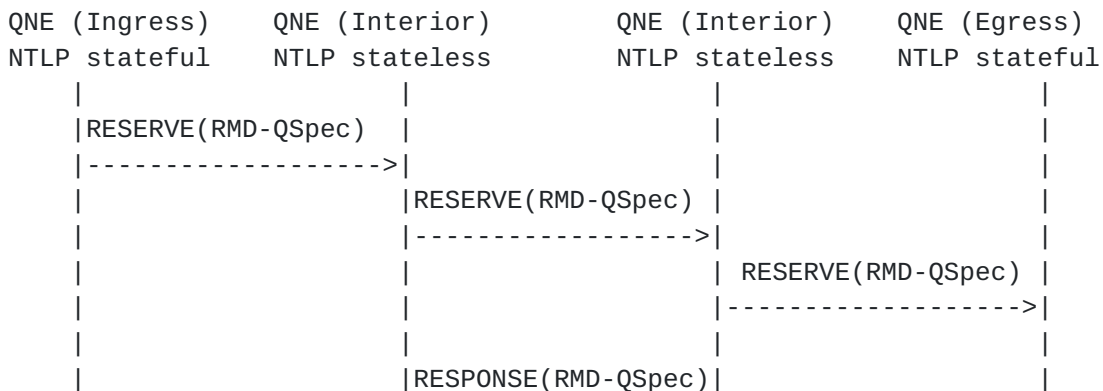 QNE (Ingress)    QNE (Interior)        QNE (Interior)    QNE (Egress)
NTLP stateful    NTLP stateless        NTLP stateless    NTLP stateful
    |                    |                   |                    |
    |RESERVE(RMD-QSpec)  |                   |                    |
    |------------------->|                   |                    |
    |                    |RESERVE(RMD-QSpec) |                    |
    |                    |------------------>|                    |
    |                    |                   | RESERVE(RMD-QSpec) |
    |                    |                   |------------------->|
    |                    |                   |                    |
    |                    |RESPONSE(RMD-QSpec)|                    |